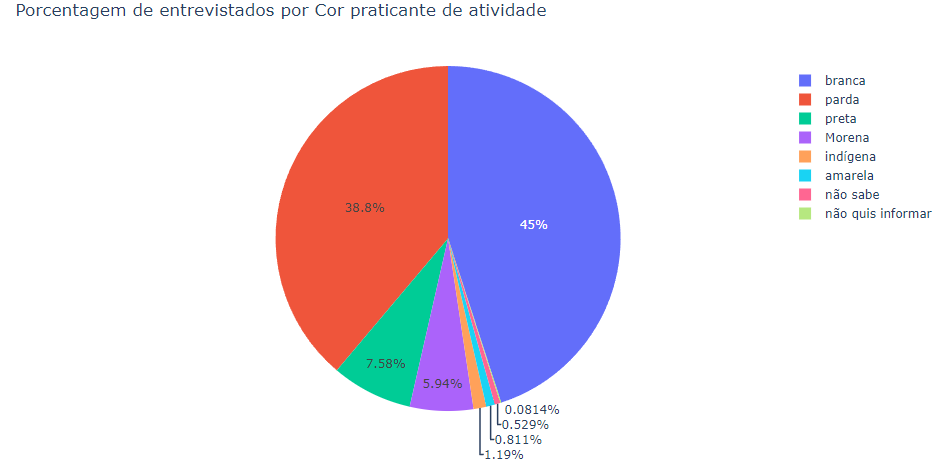 Porcentagem de entrevistados por Cor praticante de atividade
branca
parda
preta
Morena
indígena
amarela
não sabe
não quis informar
38.8%
45%
7.58%
5.94%
0.0814%
0.529%
0.811%
1.19%